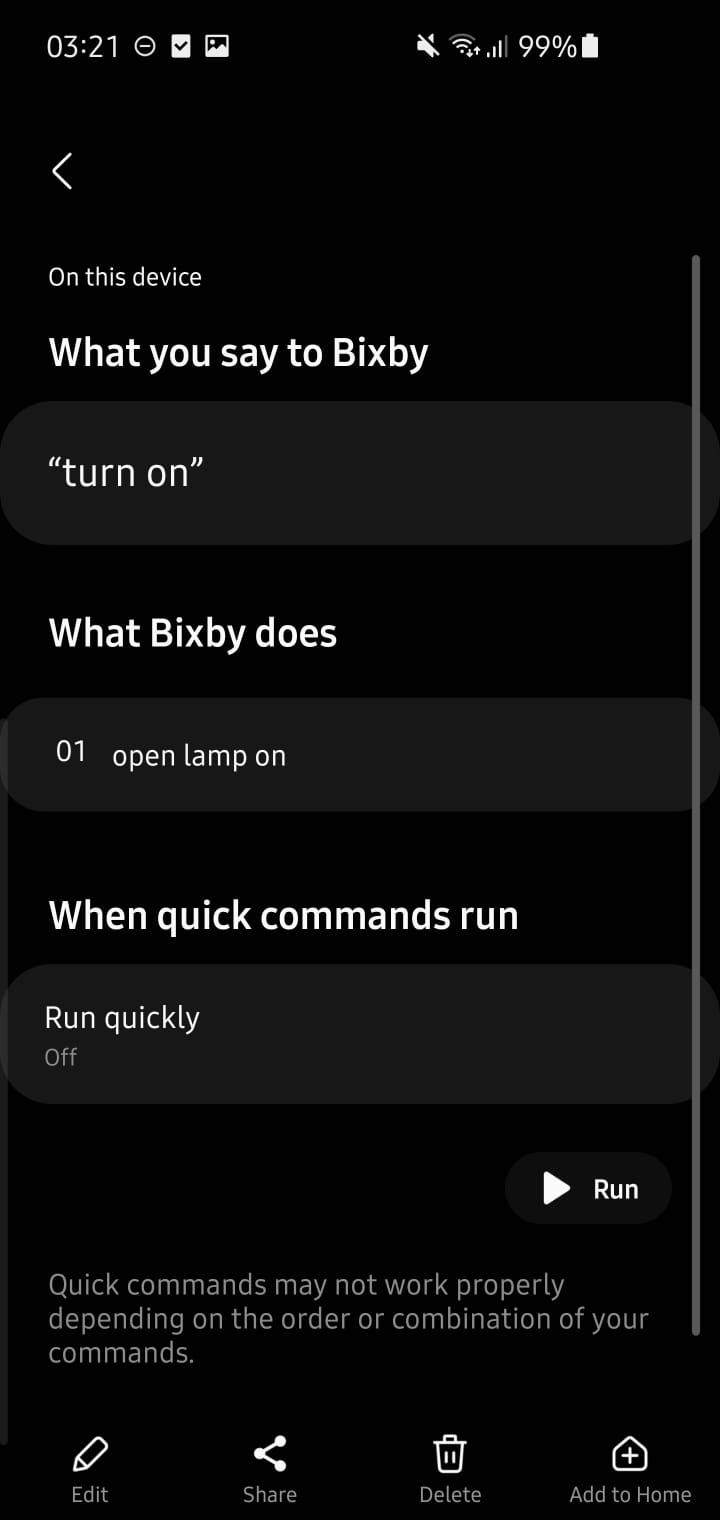 03:21 99%
On this device
What you say to Bixby
“turn on”
What Bixby does
01 open lamp on
When quick commands run
Run quickly
Off
Run
Quick commands may not work properly
depending on the order or combination of your
commands.
Edit Share Delete Add to Home